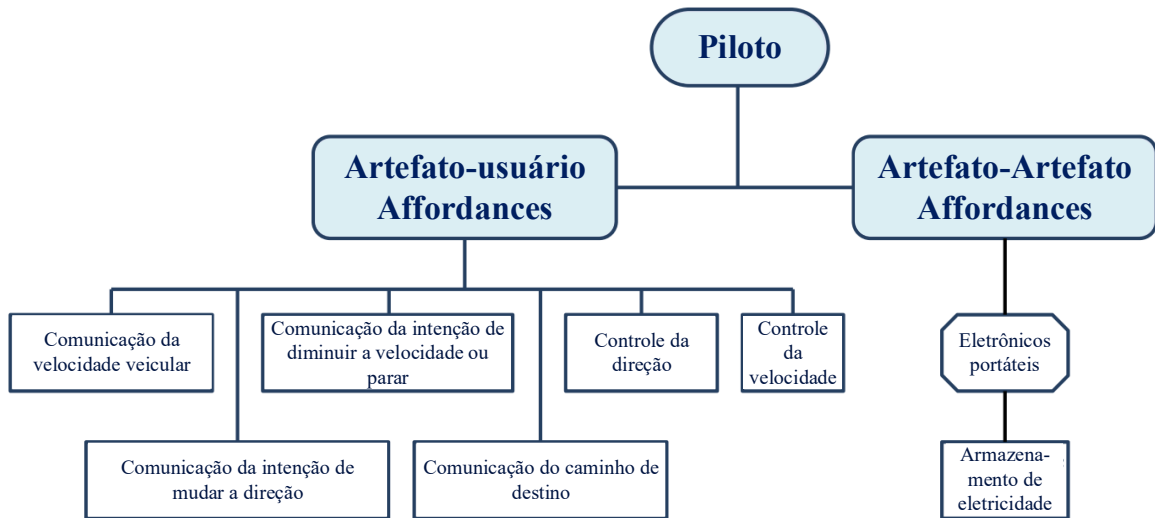 Piloto
Artefato-usuário
Affordances
Artefato-Artefato
Affordances
Comunicação da
velocidade veicular
Comunicação da intenção de
diminuir a velocidade ou
parar
Controle da
direção
Controle
da
velocidade
Eletrônicos
portáteis
Comunicação da intenção de
mudar a direção
Comunicação do caminho de
destino
Armazena-
mento de
eletricidade